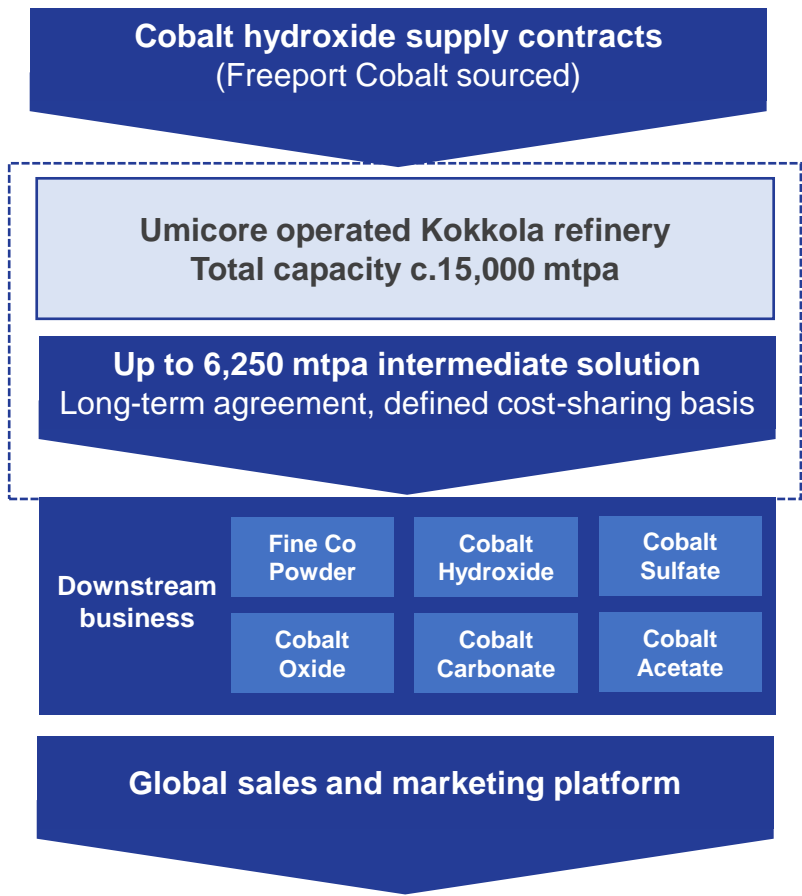 Cobalt hydroxide supply contracts
(Freeport Cobalt sourced)
Umicore operated Kokkola refinery
Total capacity c.15,000 mtpa
Up to 6,250 mtpa intermediate solution
Long-term agreement, defined cost-sharing basis
Downstream
business
Fine Co
Powder
Cobalt
Hydroxide
Cobalt
Sulfate
Cobalt
Oxide
Cobalt
Carbonate
Cobalt
Acetate
Global sales and marketing platform